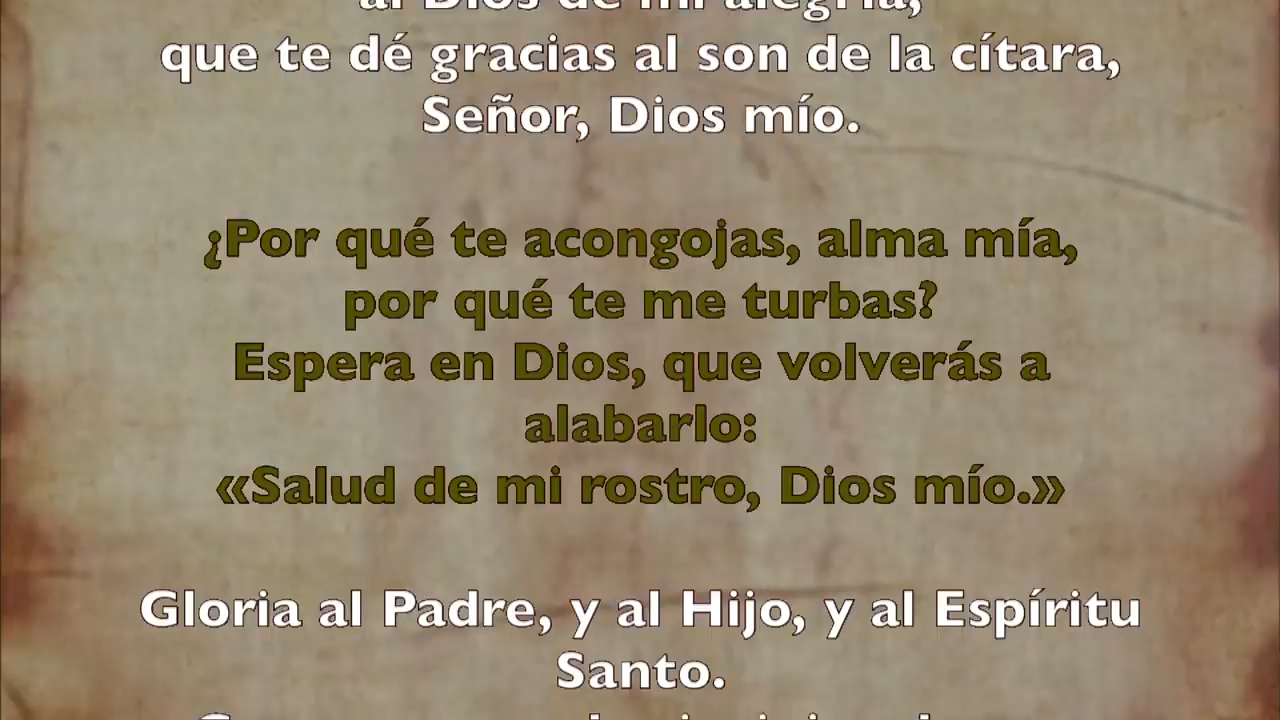 al Dios de mi alegría,
que te dé gracias al son de la cítara,
Señor, Dios mío.
¿Por qué te acongojas, alma mía,
por qué te me turbas?
Espera en Dios, que volverás a
alabarlo:
«Salud de mi rostro, Dios mío.»
Gloria al Padre, y al Hijo, y al Espíritu
Santo.